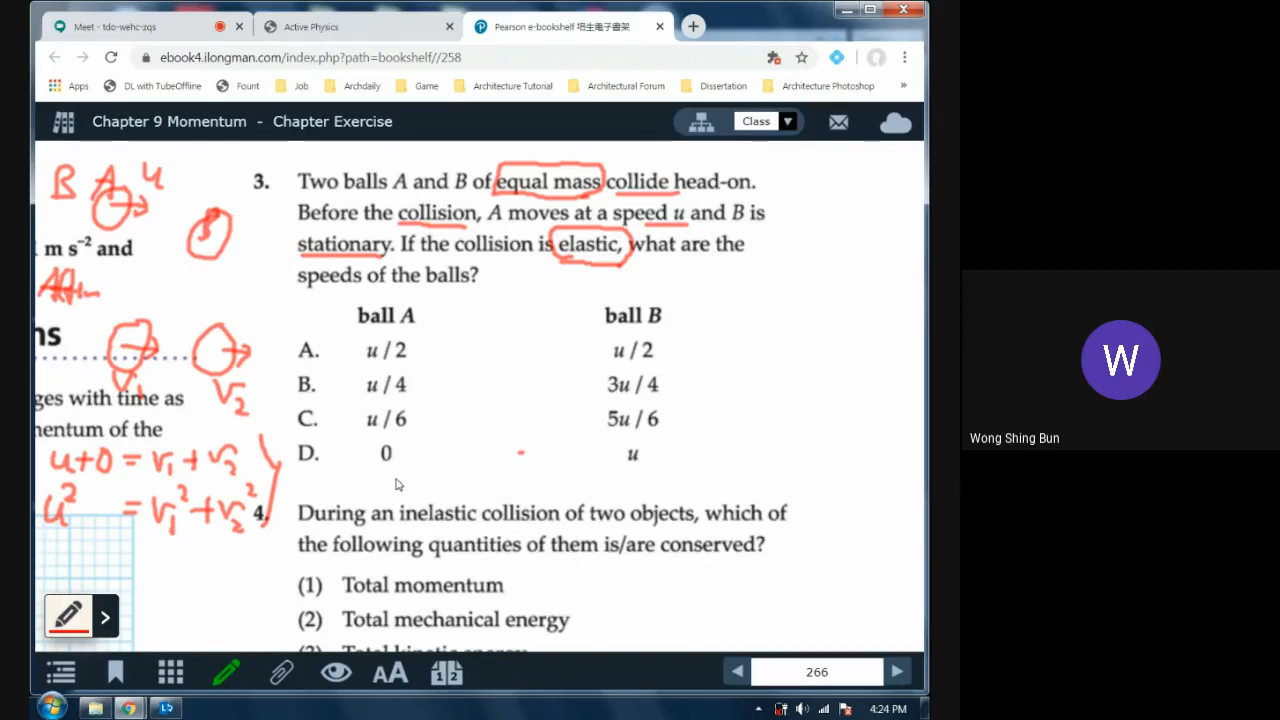 Meet - tdo-wehc-zqs
Active Physics
Pearson e-bookshelf 培生電子書架
ebook4.ilongman.com/index.php?path=bookshelf//258
Apps DL with TubeOffline Fount Job Archdaily Game Architecture Tutorial Architectural Forum Dissertation Architecture Photoshop »
Chapter 9 Momentum - Chapter Exercise
Class
B A u
B
m s⁻² and
ns
v₁
v₂
ges with time as
nentum of the
u+0 = v₁ + v₂
u² = v₁² + v₂²
3. Two balls A and B of equal mass collide head-on.
Before the collision, A moves at a speed u and B is
stationary. If the collision is elastic, what are the
speeds of the balls?
ball A ball B
A. u / 2 u / 2
B. u / 4 3u / 4
C. u / 6 5u / 6
D. 0 u
4. During an inelastic collision of two objects, which of
the following quantities of them is/are conserved?
(1) Total momentum
(2) Total mechanical energy
AA
1 2
266
4:24 PM
W
Wong Shing Bun